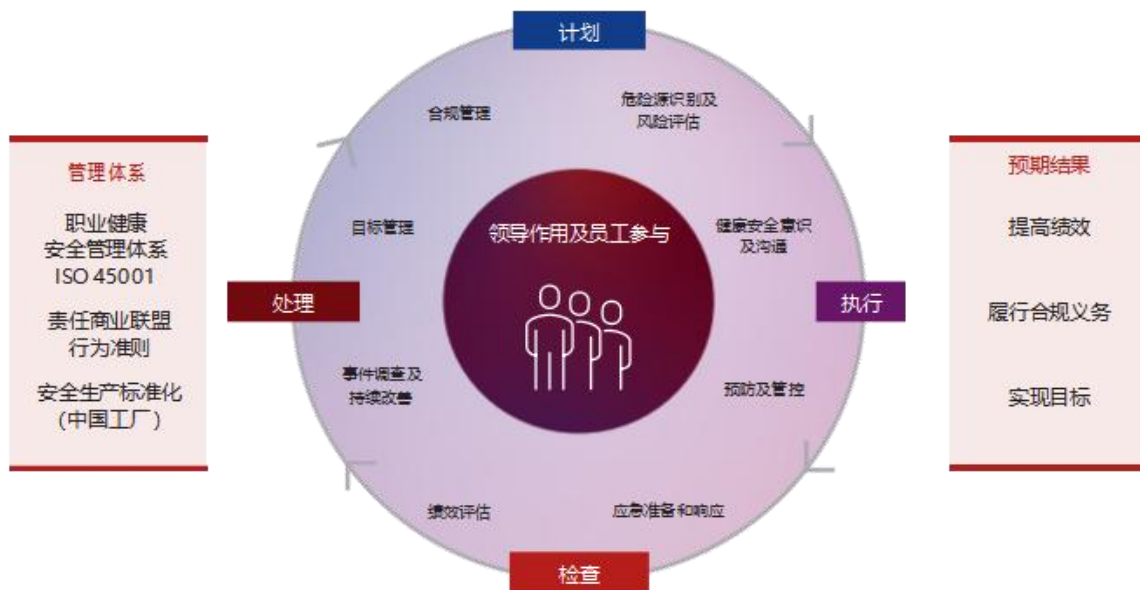 计划
合规管理
危险源识别及
风险评估
管理体系
职业健康
安全管理体系
ISO 45001
责任商业联盟
行为准则
安全生产标准化
(中国工厂)
目标管理
领导作用及员工参与
健康安全意识
及沟通
处理
执行
事件调查及
持续改善
预防及管控
绩效评估
应急准备和响应
检查
预期结果
提高绩效
履行合规义务
实现目标